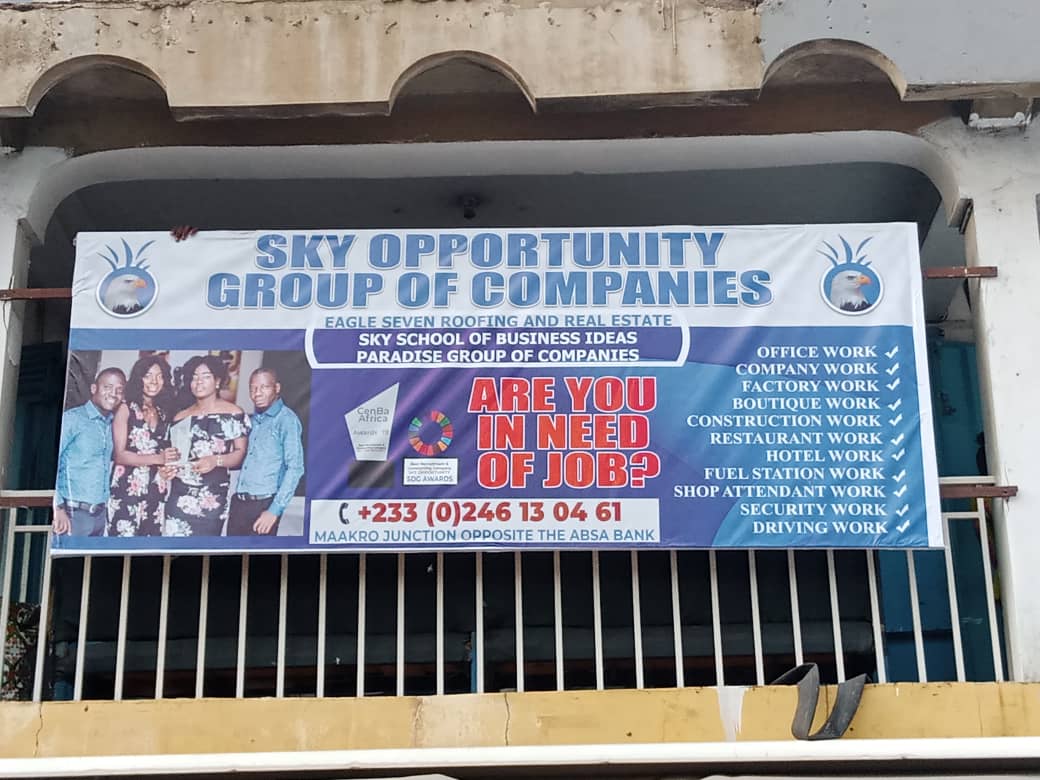 SKY OPPORTUNITY
GROUP OF COMPANIES
EAGLE SEVEN ROOFING AND REAL ESTATE
SKY SCHOOL OF BUSINESS IDEAS
PARADISE GROUP OF COMPANIES
CenBa
Africa
Awards
SDG AWARDS
ARE YOU
IN NEED
OF JOB?
+233 (0)246 13 04 61
MAAKRO JUNCTION OPPOSITE THE ABSA BANK
OFFICE WORK
COMPANY WORK
FACTORY WORK
BOUTIQUE WORK
CONSTRUCTION WORK
RESTAURANT WORK
HOTEL WORK
FUEL STATION WORK
SHOP ATTENDANT WORK
SECURITY WORK
DRIVING WORK